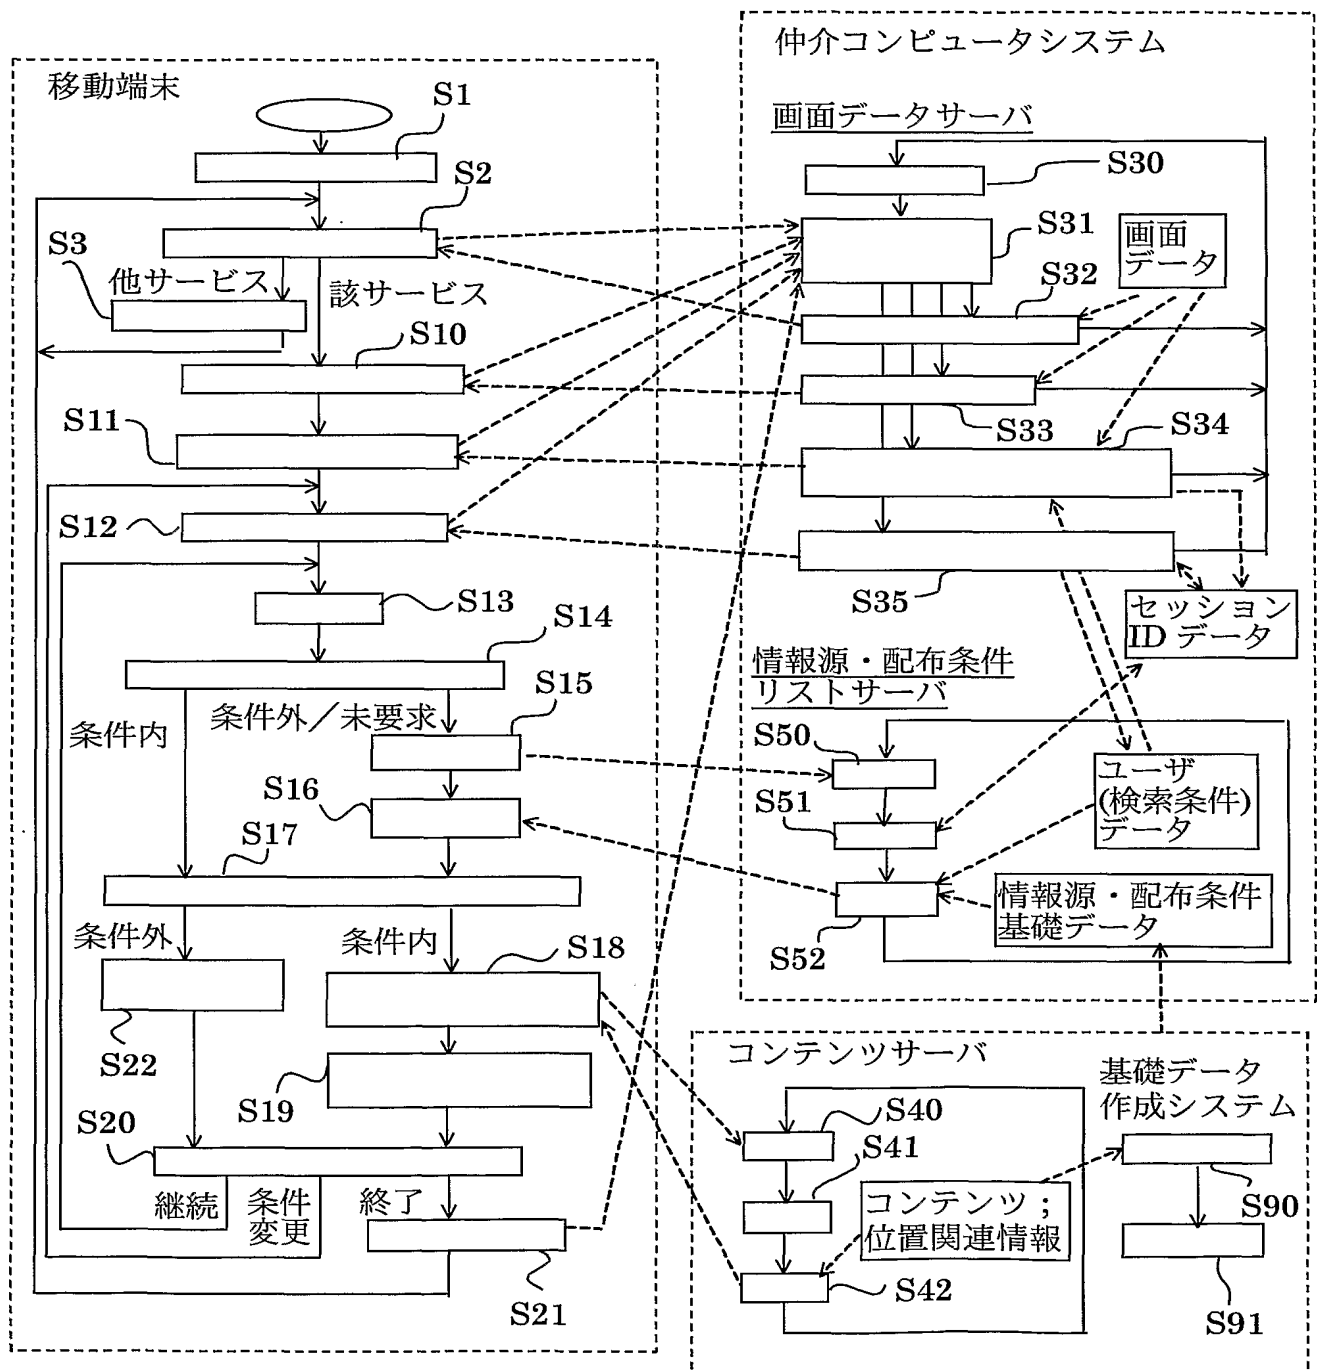 移動端末
S1
S2
S3
他サービス
該サービス
S10
S11
S12
S13
S14
条件内
条件外／未要求
S15
S16
S17
条件外
条件内
S18
S22
S19
S20
継続
条件
変更
終了
S21
仲介コンピュータシステム
画面データサーバ
S30
S31
画面
データ
S32
S33
S34
S35
セッション
ID データ
情報源・配布条件
リストサーバ
S50
S51
ユーザ
(検索条件)
データ
情報源・配布条件
基礎データ
S52
コンテンツサーバ
基礎データ
作成システム
S40
S41
コンテンツ；
位置関連情報
S42
S90
S91